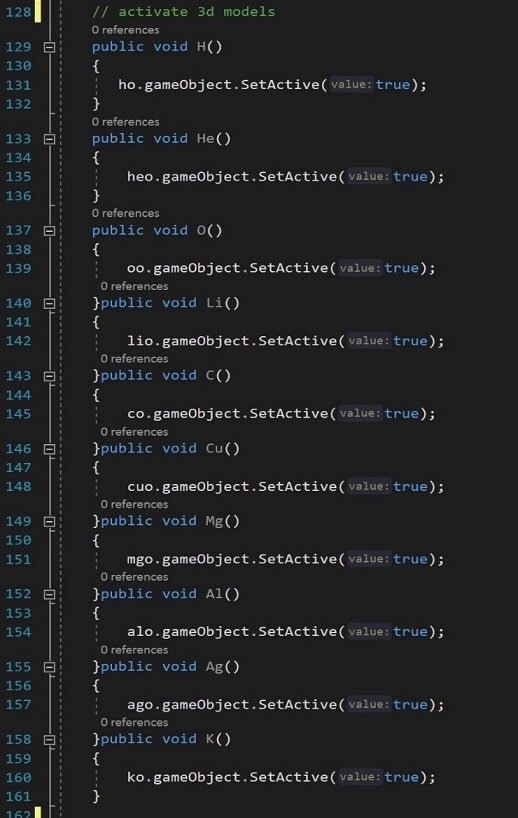 128 // activate 3d models
0 references
129 public void H()
130 {
131 ho.gameObject.SetActive(value: true);
132 }
0 references
133 public void He()
134 {
135 heo.gameObject.SetActive(value: true);
136 }
0 references
137 public void O()
138 {
139 oo.gameObject.SetActive(value: true);
0 references
140 }public void Li()
141 {
142 lio.gameObject.SetActive(value: true);
0 references
143 }public void C()
144 {
145 co.gameObject.SetActive(value: true);
0 references
146 }public void Cu()
147 {
148 cuo.gameObject.SetActive(value: true);
0 references
149 }public void Mg()
150 {
151 mgo.gameObject.SetActive(value: true);
0 references
152 }public void Al()
153 {
154 alo.gameObject.SetActive(value: true);
0 references
155 }public void Ag()
156 {
157 ago.gameObject.SetActive(value: true);
0 references
158 }public void K()
159 {
160 ko.gameObject.SetActive(value: true);
161 }
162